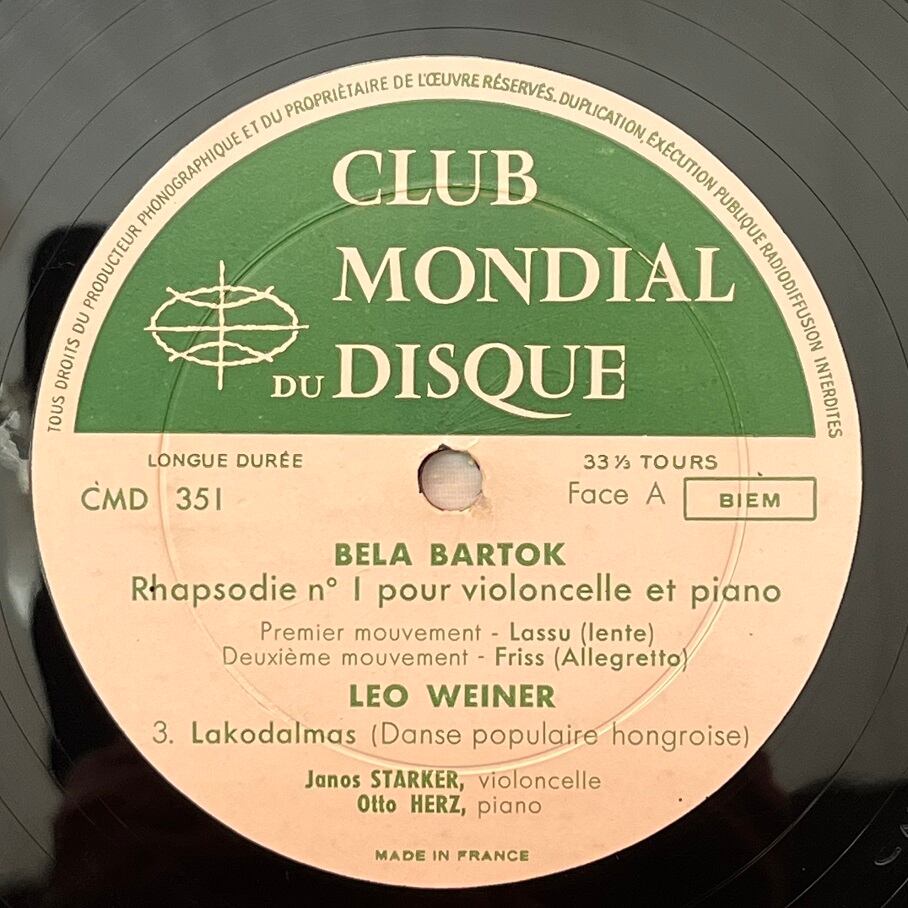 TOUS DROITS DU PRODUCTEUR PHONOGRAPHIQUE ET DU PROPRIÈTAIRE DE L'ŒUVRE RÉSERVÉS. DUPLICATION, ÉXÉCUTION PUBLIQUE RADIODIFFUSION INTERDITES
CLUB
MONDIAL
DU DISQUE
LONGUE DURÉE 33 ⅓ TOURS
CMD 351 Face A BIEM
BELA BARTOK
Rhapsodie n° 1 pour violoncelle et piano
Premier mouvement - Lassu (lente)
Deuxième mouvement - Friss (Allegretto)
LEO WEINER
3. Lakodalmas (Danse populaire hongroise)
Janos STARKER, violoncelle
Otto HERZ, piano
MADE IN FRANCE